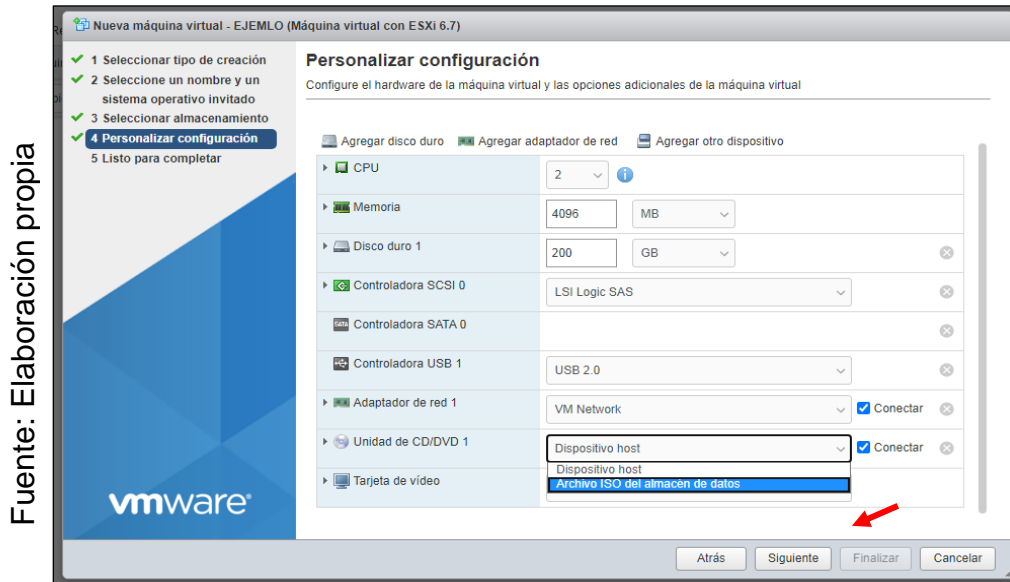 Fuente: Elaboración propia
Nueva máquina virtual - EJEMLO (Máquina virtual con ESXi 6.7)
1 Seleccionar tipo de creación
2 Seleccione un nombre y un
sistema operativo invitado
3 Seleccionar almacenamiento
4 Personalizar configuración
5 Listo para completar
vmware
Personalizar configuración
Configure el hardware de la máquina virtual y las opciones adicionales de la máquina virtual
Agregar disco duro Agregar adaptador de red Agregar otro dispositivo
CPU 2
Memoria 4096 MB
Disco duro 1 200 GB
Controladora SCSI 0 LSI Logic SAS
SATA Controladora SATA 0
Controladora USB 1 USB 2.0
Adaptador de red 1 VM Network Conectar
Unidad de CD/DVD 1 Dispositivo host Conectar
Dispositivo host
Archivo ISO del almacén de datos
Tarjeta de vídeo
Atrás Siguiente Finalizar Cancelar